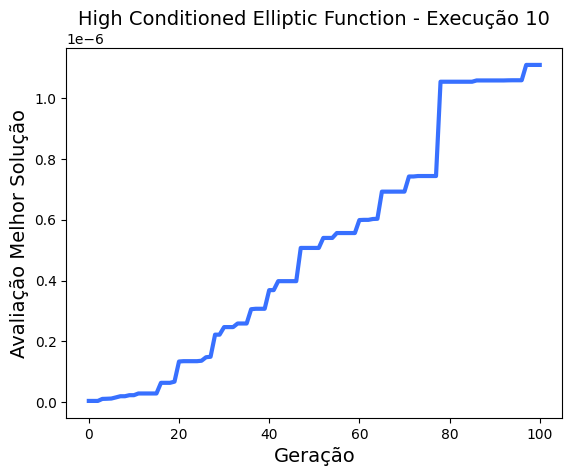 High Conditioned Elliptic Function - Execução 10
1e−6
Avaliação Melhor Solução
1.0
0.8
0.6
0.4
0.2
0.0
0 20 40 60 80 100
Geração